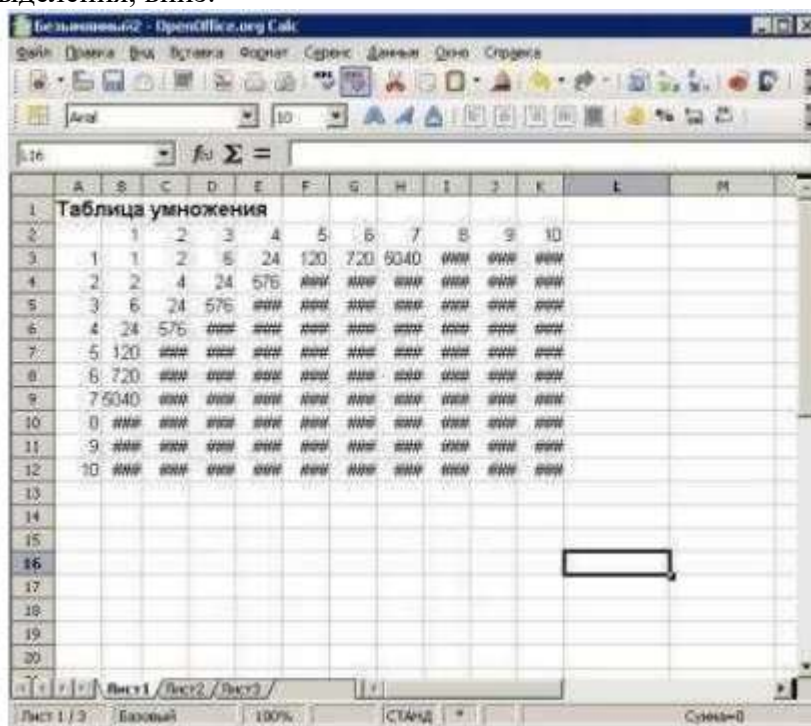 выделения, вниз.
Безымянный2 - OpenOffice.org Calc
Файл Правка Вид Вставка Формат Сервис Данные Окно Справка
Arial 10
L16 f(x) Σ =
A B C D E F G H I J K L M
1 Таблица умножения
2 1 2 3 4 5 6 7 8 9 10
3 1 1 2 6 24 120 720 5040 ### ### ###
4 2 2 4 24 576 ### ### ### ### ### ###
5 3 6 24 576 ### ### ### ### ### ### ###
6 4 24 576 ### ### ### ### ### ### ### ###
7 5 120 ### ### ### ### ### ### ### ### ###
8 6 720 ### ### ### ### ### ### ### ### ###
9 7 5040 ### ### ### ### ### ### ### ### ###
10 8 ### ### ### ### ### ### ### ### ### ###
11 9 ### ### ### ### ### ### ### ### ### ###
12 10 ### ### ### ### ### ### ### ### ### ###
13
14
15
16
17
18
19
20
Лист1 Лист2 Лист3
Лист 1 / 3 Базовый 100% СТАНД * Сумма=0